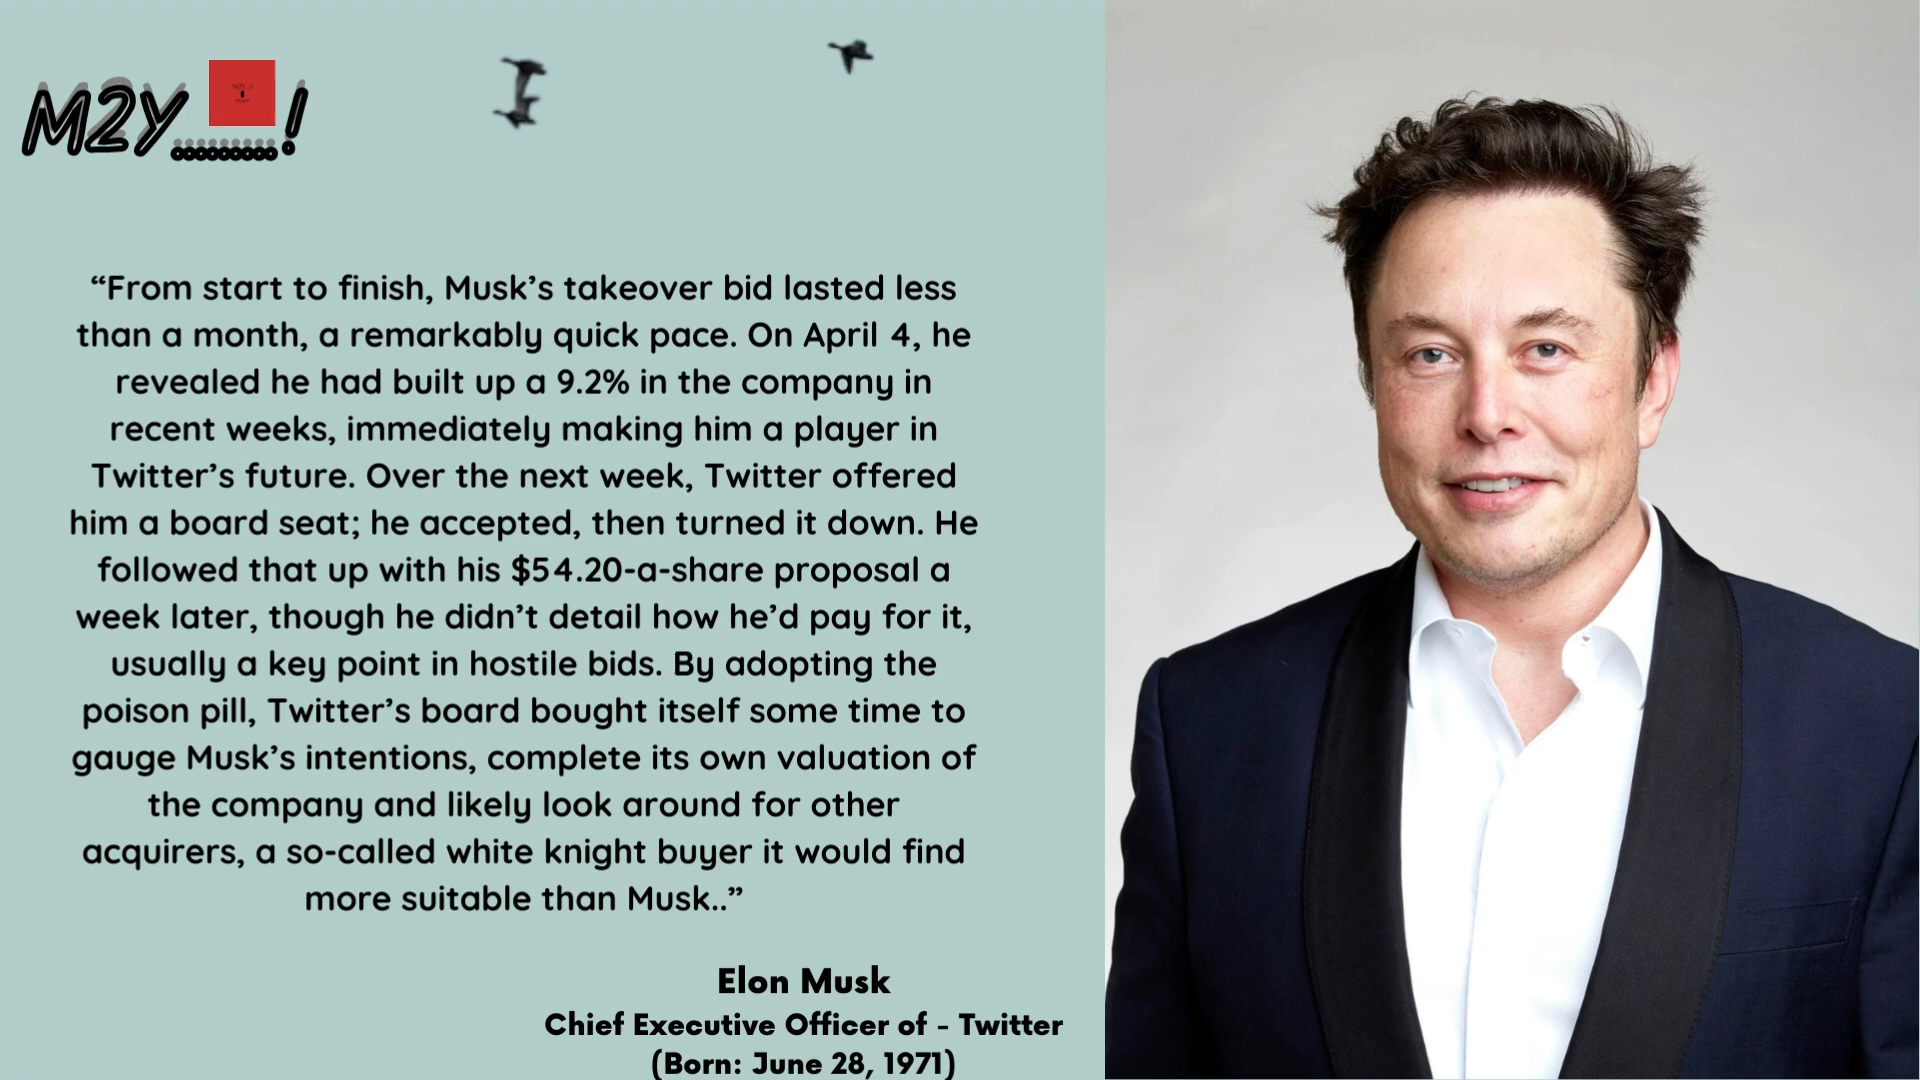 M2Y.........!
“From start to finish, Musk’s takeover bid lasted less
than a month, a remarkably quick pace. On April 4, he
revealed he had built up a 9.2% in the company in
recent weeks, immediately making him a player in
Twitter’s future. Over the next week, Twitter offered
him a board seat; he accepted, then turned it down. He
followed that up with his $54.20-a-share proposal a
week later, though he didn’t detail how he’d pay for it,
usually a key point in hostile bids. By adopting the
poison pill, Twitter’s board bought itself some time to
gauge Musk’s intentions, complete its own valuation of
the company and likely look around for other
acquirers, a so-called white knight buyer it would find
more suitable than Musk..”
Elon Musk
Chief Executive Officer of - Twitter
(Born: June 28, 1971)